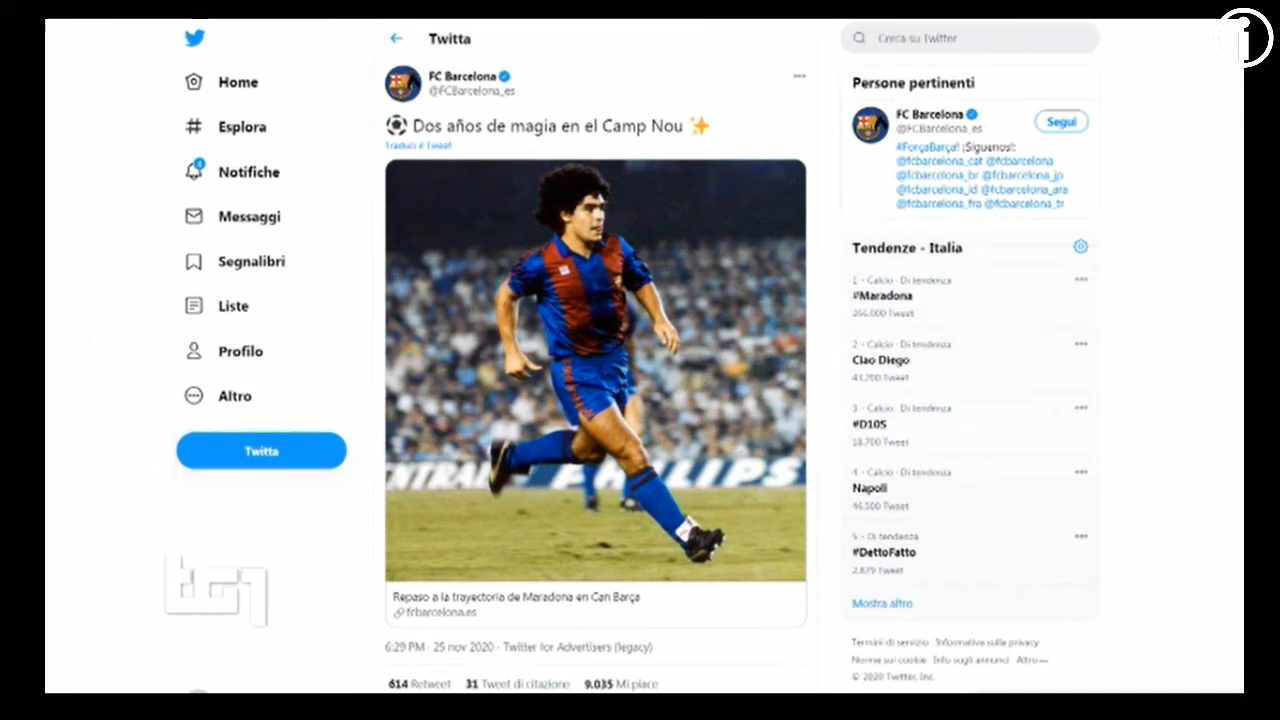 Home
Esplora
4
Notifiche
Messaggi
Segnalibri
Liste
Profilo
Altro
Twitta
Twitta
FC Barcelona
@FCBarcelona_es
Dos años de magia en el Camp Nou
Traduci il Tweet
ENTRAL PHILIPS
Repaso a la trayectoria de Maradona en Can Barça
fcbarcelona.es
6:29 PM · 25 nov 2020 · Twitter for Advertisers (legacy)
614 Retweet 31 Tweet di citazione 9.035 Mi piace
Cerca su Twitter
Persone pertinenti
FC Barcelona
@FCBarcelona_es
Segui
#ForçaBarça! ¡Síguenos!:
@fcbarcelona_cat @fcbarcelona
@fcbarcelona_br @fcbarcelona_jp
@fcbarcelona_id @fcbarcelona_ara
@fcbarcelona_fra @fcbarcelona_tr
Tendenze - Italia
1 · Calcio · Di tendenza
#Maradona
266.000 Tweet
2 · Calcio · Di tendenza
Ciao Diego
41.200 Tweet
3 · Calcio · Di tendenza
#D10S
18.700 Tweet
4 · Calcio · Di tendenza
Napoli
46.500 Tweet
5 · Di tendenza
#DettoFatto
2.879 Tweet
Mostra altro
Termini di servizio Informativa sulla privacy
Norme sui cookie Info sugli annunci Altro
© 2020 Twitter, Inc.